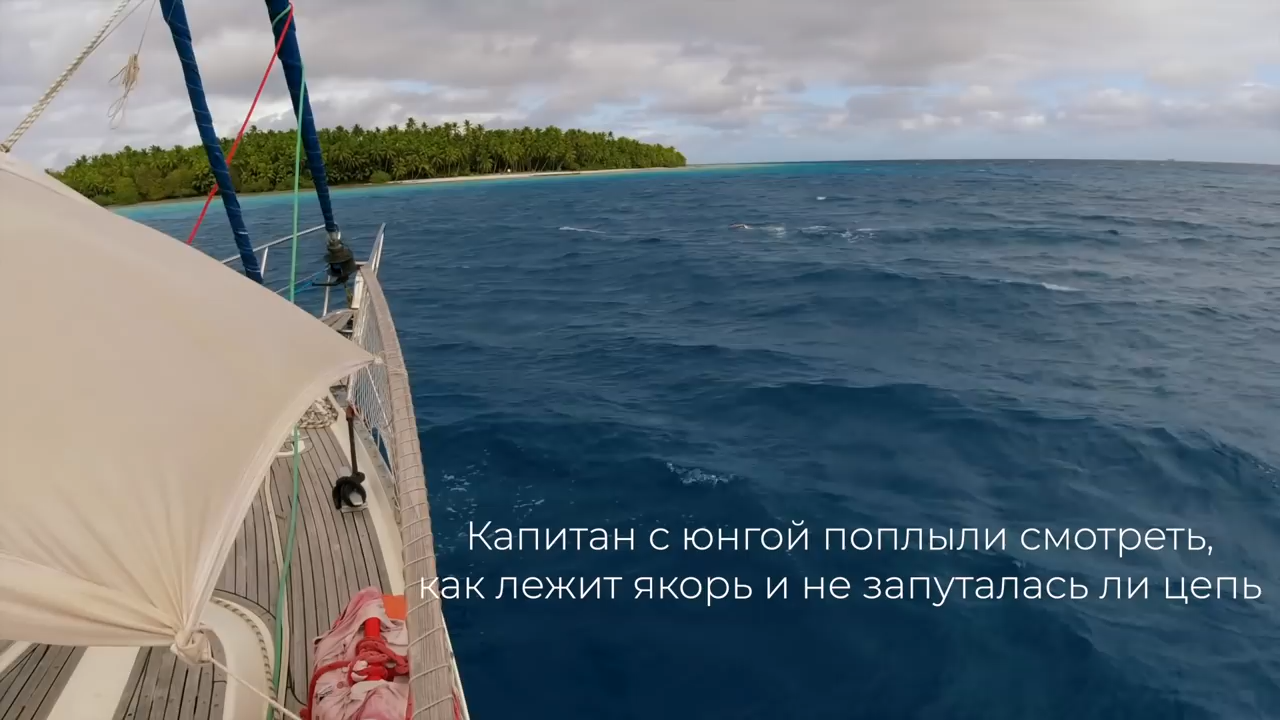 Капитан с юнгой поплыли смотреть,
как лежит якорь и не запуталась ли цепь